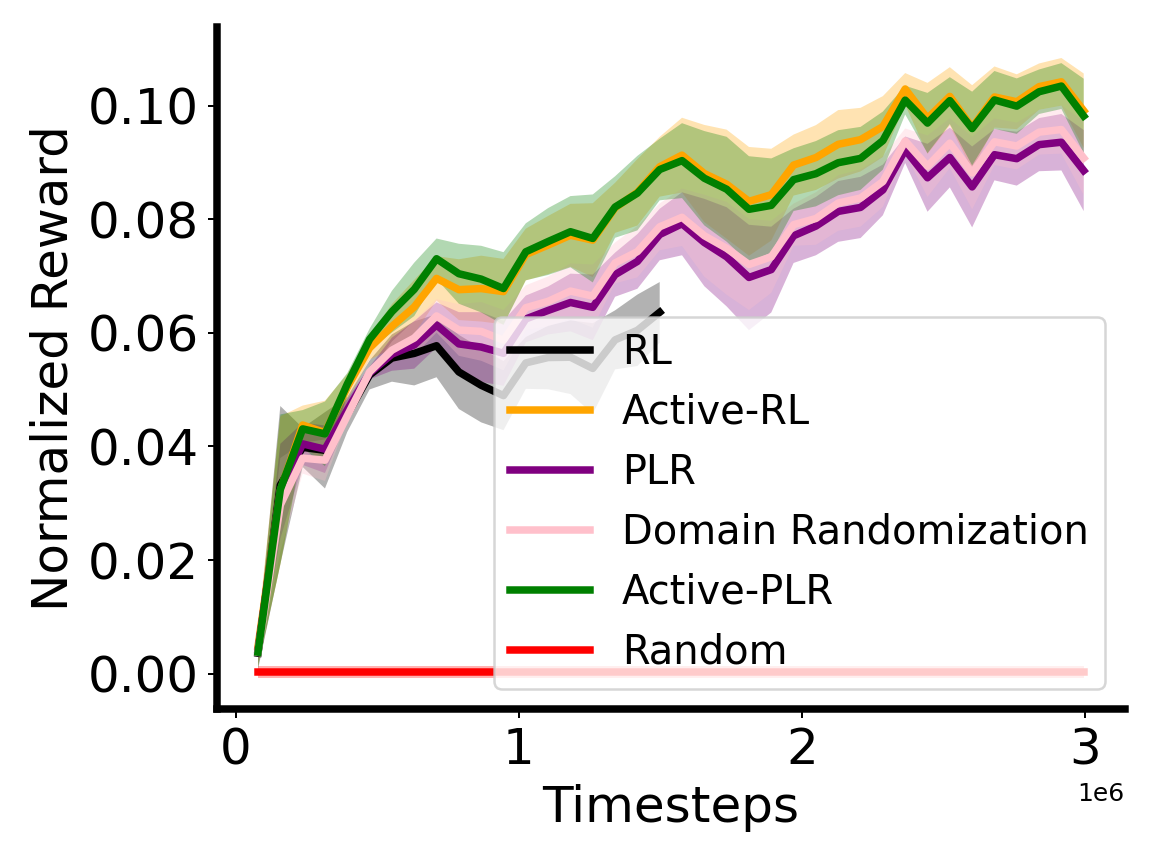 Normalized Reward
0.10
0.08
0.06
0.04
0.02
0.00
RL
Active-RL
PLR
Domain Randomization
Active-PLR
Random
0 1 2 3
1e6
Timesteps